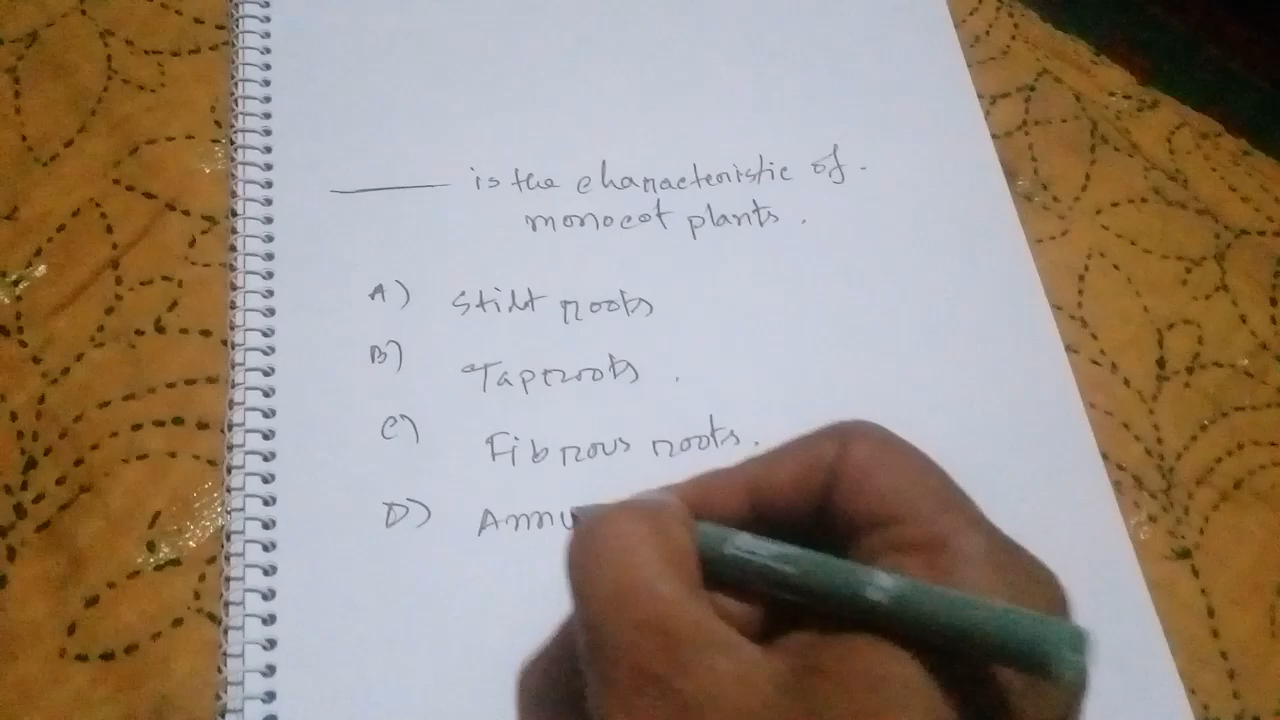 ______ is the characteristic of.
monocot plants.
A) Stilt roots
B) Taproots.
C) Fibrous roots.
D) Annu